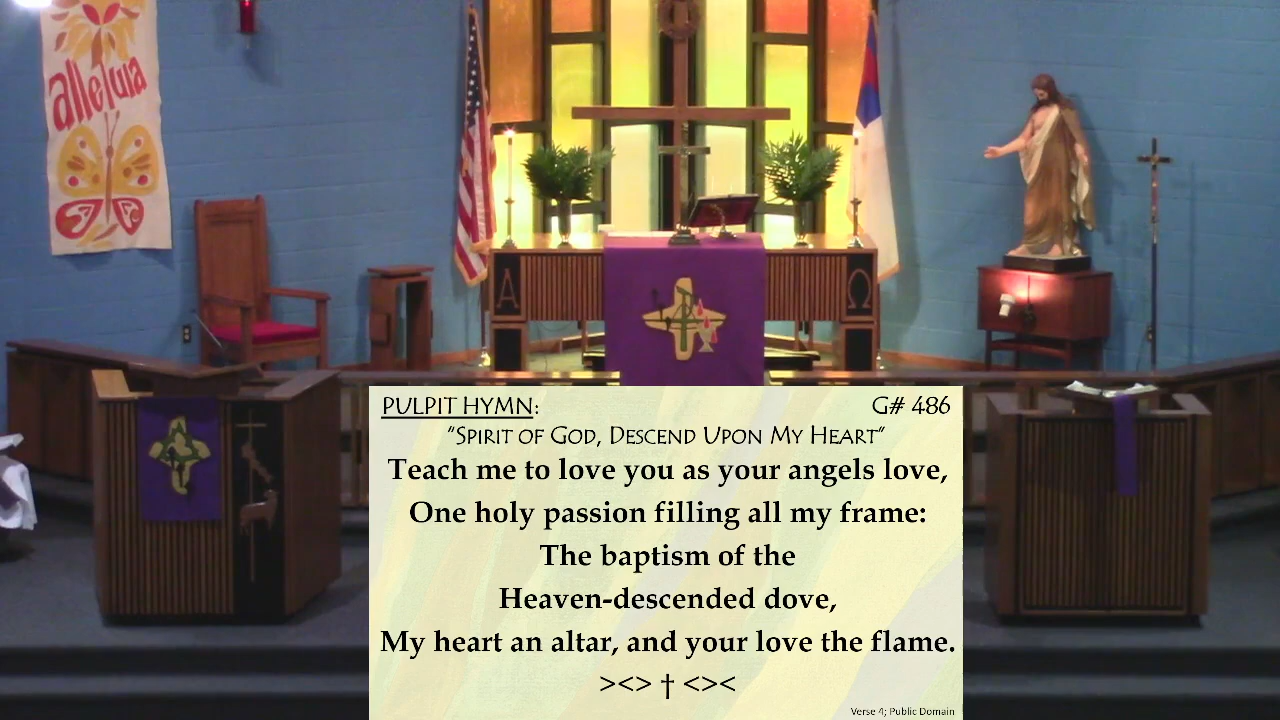 alleluia
Α
Ω
PULPIT HYMN: G# 486
“SPIRIT OF GOD, DESCEND UPON MY HEART”
Teach me to love you as your angels love,
One holy passion filling all my frame:
The baptism of the
Heaven-descended dove,
My heart an altar, and your love the flame.
><> † <><
Verse 4; Public Domain